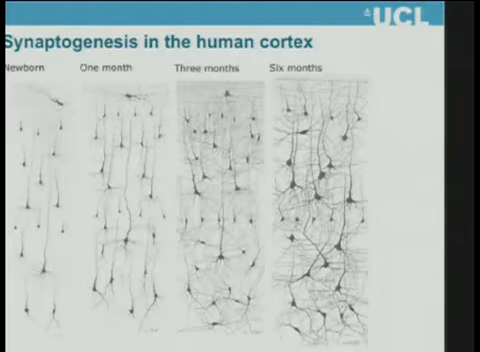 UCL
Synaptogenesis in the human cortex
Newborn One month Three months Six months